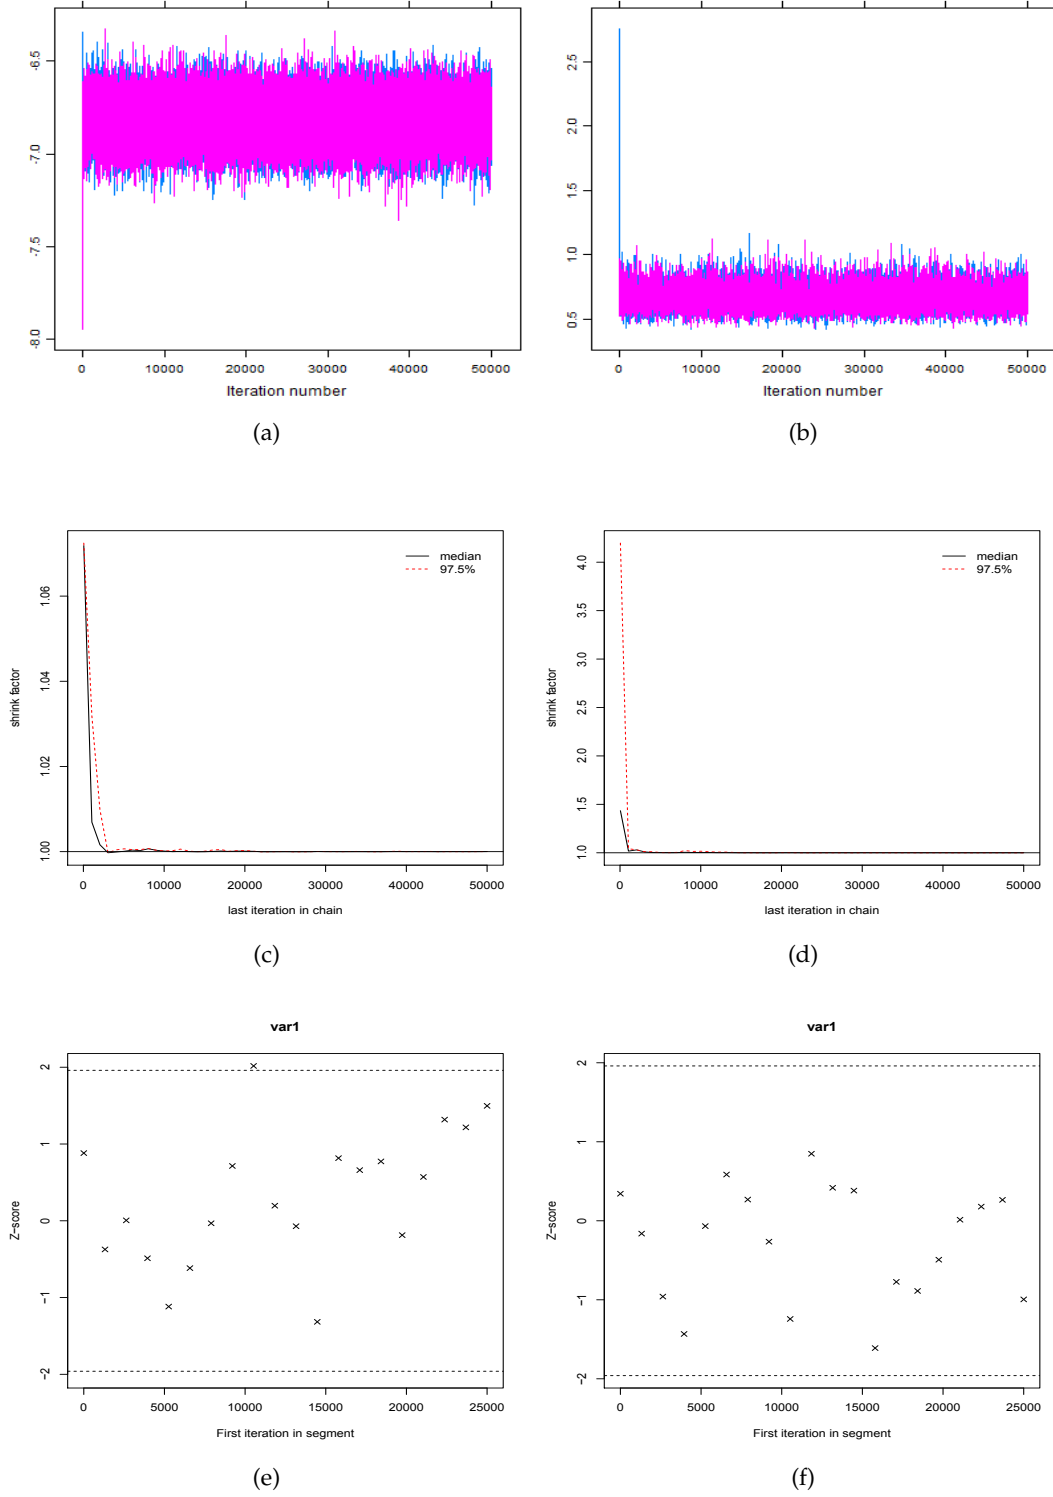 -6.5
-7.0
-7.5
-8.0
0 10000 20000 30000 40000 50000
Iteration number
(a)
2.5
2.0
1.5
1.0
0.5
0 10000 20000 30000 40000 50000
Iteration number
(b)
median
97.5%
1.06
1.04
1.02
1.00
shrink factor
0 10000 20000 30000 40000 50000
last iteration in chain
(c)
median
97.5%
4.0
3.5
3.0
2.5
2.0
1.5
1.0
shrink factor
0 10000 20000 30000 40000 50000
last iteration in chain
(d)
var1
2
1
0
-1
-2
Z-score
0 5000 10000 15000 20000 25000
First iteration in segment
(e)
var1
2
1
0
-1
-2
Z-score
0 5000 10000 15000 20000 25000
First iteration in segment
(f)